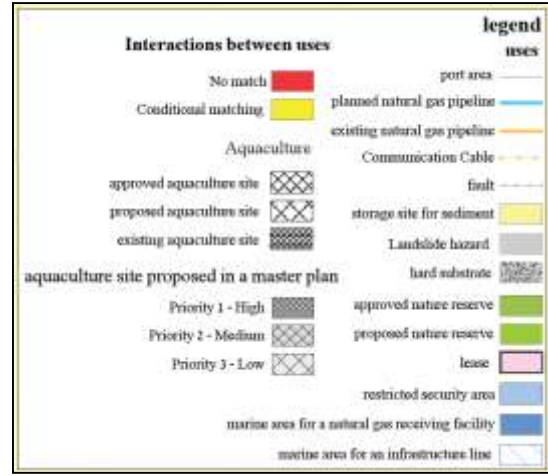 legend
uses
port area
planned natural gas pipeline
existing natural gas pipeline
Communication Cable
fault
storage site for sediment
Landslide hazard
hard substrate
approved nature reserve
proposed nature reserve
lease
restricted security area
marine area for a natural gas receiving facility
marine area for an infrastructure line
Interactions between uses
No match
Conditional matching
Aquaculture
approved aquaculture site
proposed aquaculture site
existing aquaculture site
aquaculture site proposed in a master plan
Priority 1 - High
Priority 2 - Medium
Priority 3 - Low